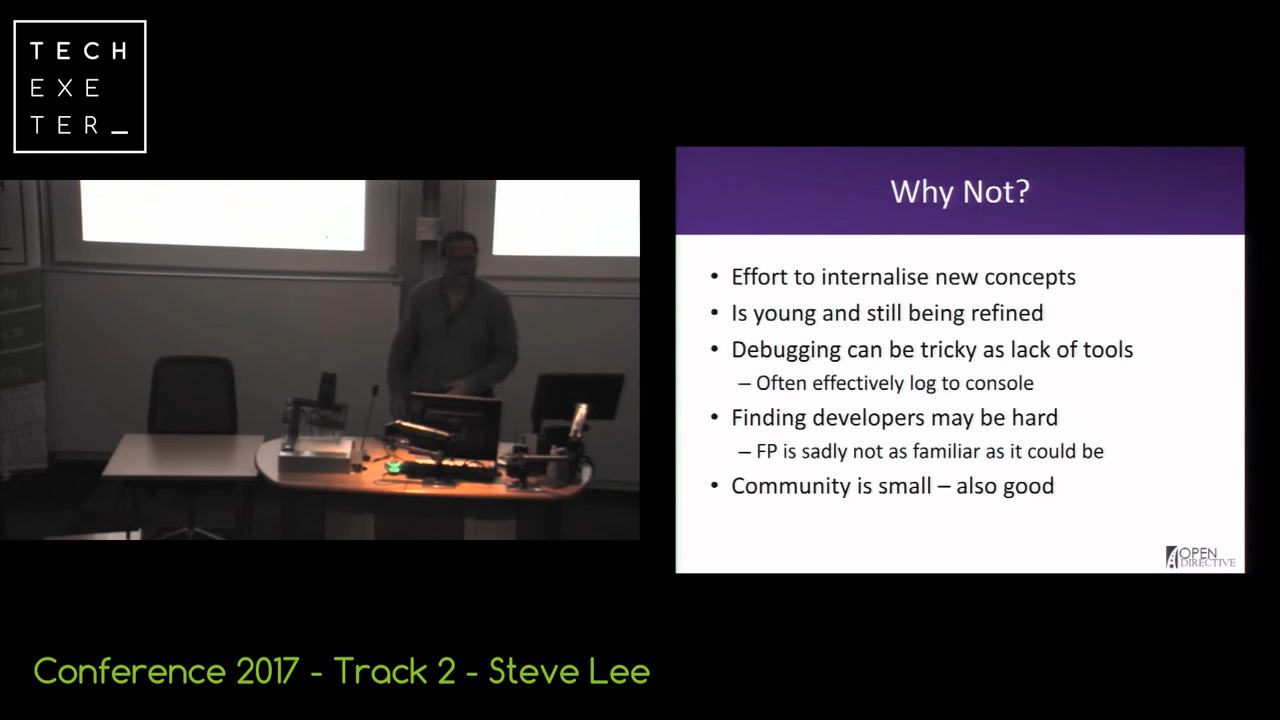 TECH
EXE
TER_
Why Not?
• Effort to internalise new concepts
• Is young and still being refined
• Debugging can be tricky as lack of tools
– Often effectively log to console
• Finding developers may be hard
– FP is sadly not as familiar as it could be
• Community is small – also good
OPEN
DIRECTIVE
Conference 2017 - Track 2 - Steve Lee